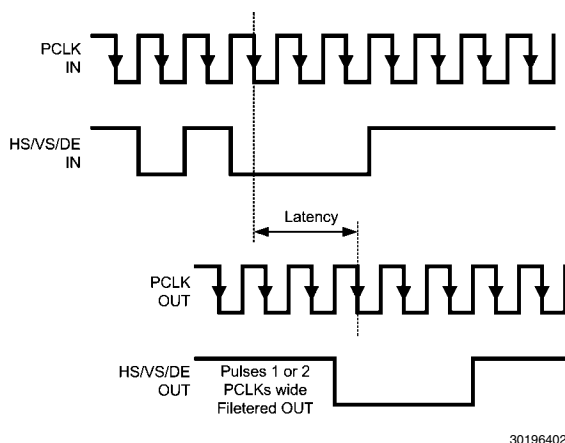 PCLK
IN
HS/VS/DE
IN
Latency
PCLK
OUT
HS/VS/DE
OUT
Pulses 1 or 2
PCLKs wide
Filetered OUT
30196402